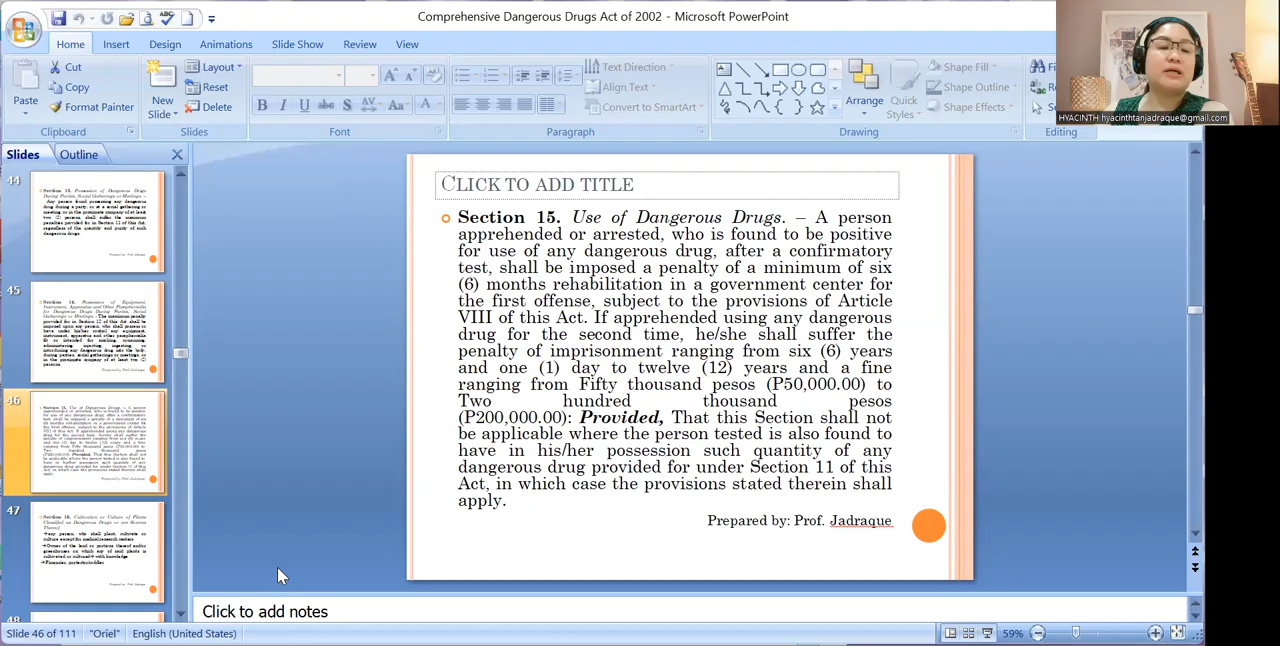 Comprehensive Dangerous Drugs Act of 2002 - Microsoft PowerPoint
Home Insert Design Animations Slide Show Review View
Paste
Cut
Copy
Format Painter
Clipboard
New Slide
Layout
Reset
Delete
Slides
Font
Text Direction
Align Text
Convert to SmartArt
Paragraph
Arrange
Quick Styles
Shape Fill
Shape Outline
Shape Effects
Drawing
Editing
HYACINTH hyacinthtanjadraque@gmail.com
Slides Outline
44
45
46
47
48
CLICK TO ADD TITLE
Section 15. Use of Dangerous Drugs. – A person
apprehended or arrested, who is found to be positive
for use of any dangerous drug, after a confirmatory
test, shall be imposed a penalty of a minimum of six
(6) months rehabilitation in a government center for
the first offense, subject to the provisions of Article
VIII of this Act. If apprehended using any dangerous
drug for the second time, he/she shall suffer the
penalty of imprisonment ranging from six (6) years
and one (1) day to twelve (12) years and a fine
ranging from Fifty thousand pesos (P50,000.00) to
Two hundred thousand pesos
(P200,000.00): Provided, That this Section shall not
be applicable where the person tested is also found to
have in his/her possession such quantity of any
dangerous drug provided for under Section 11 of this
Act, in which case the provisions stated therein shall
apply.
Prepared by: Prof. Jadraque
Click to add notes
Slide 46 of 111 "Oriel" English (United States) 59%